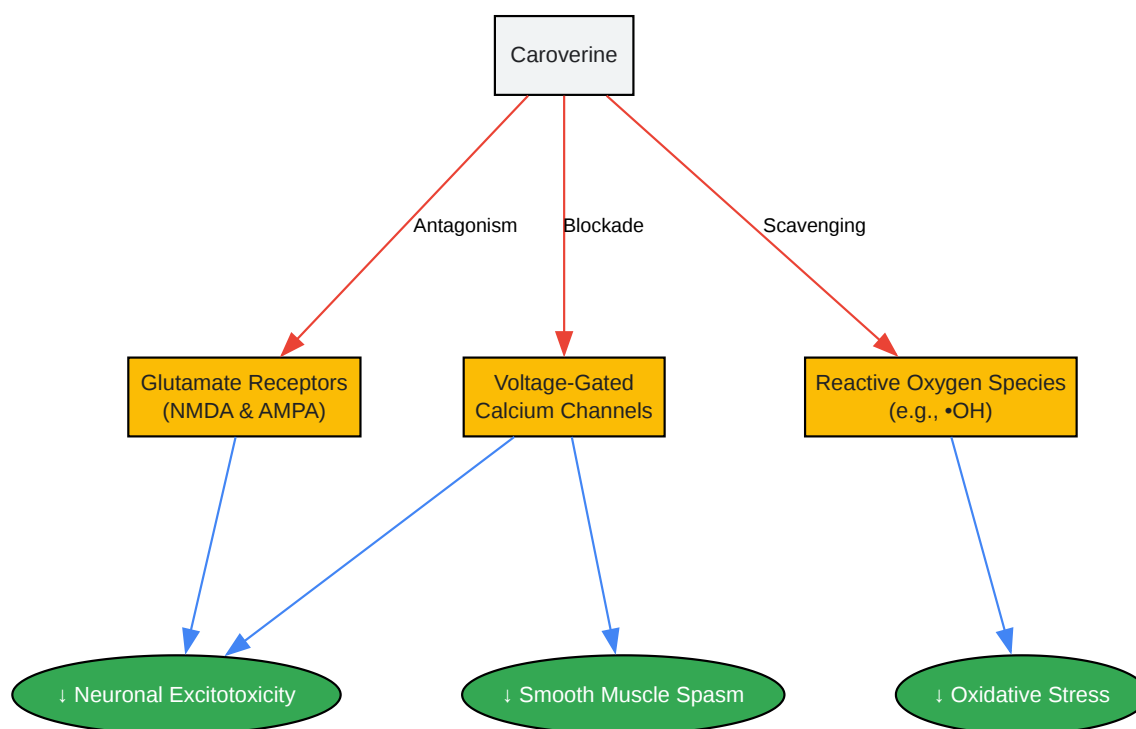 Caroverine
Antagonism
Blockade
Scavenging
Glutamate Receptors
(NMDA & AMPA)
Voltage-Gated
Calcium Channels
Reactive Oxygen Species
(e.g., •OH)
↓ Neuronal Excitotoxicity
↓ Smooth Muscle Spasm
↓ Oxidative Stress